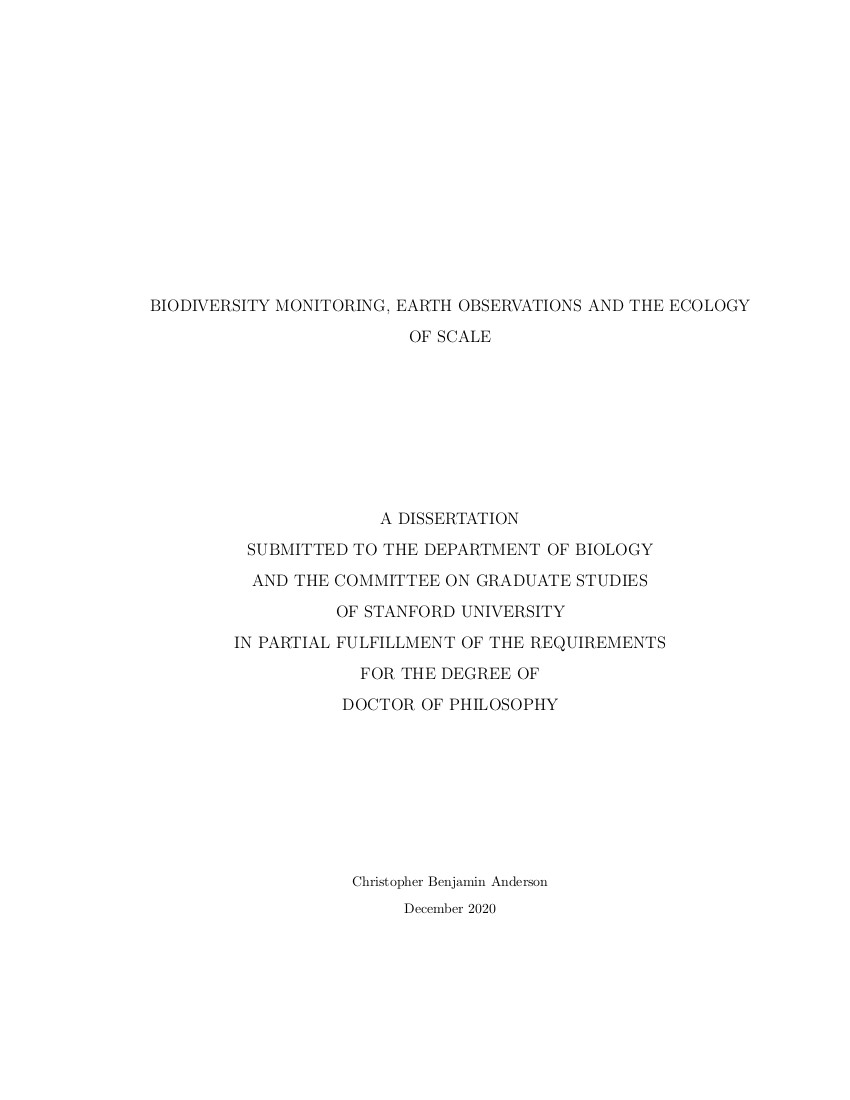 BIODIVERSITY MONITORING, EARTH OBSERVATIONS AND THE ECOLOGY
OF SCALE
A DISSERTATION
SUBMITTED TO THE DEPARTMENT OF BIOLOGY
AND THE COMMITTEE ON GRADUATE STUDIES
OF STANFORD UNIVERSITY
IN PARTIAL FULFILLMENT OF THE REQUIREMENTS
FOR THE DEGREE OF
DOCTOR OF PHILOSOPHY
Christopher Benjamin Anderson
December 2020